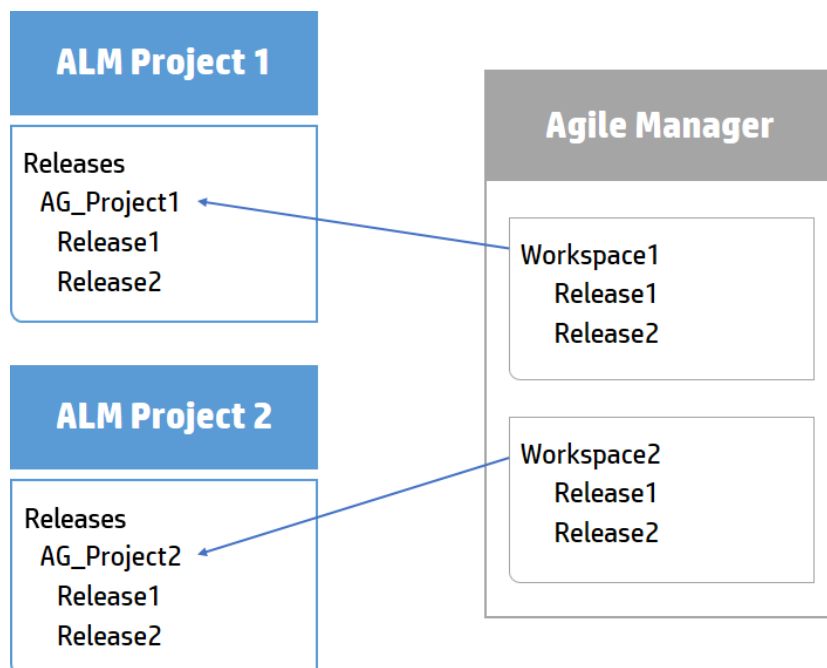 ALM Project 1
Releases
AG_Project1
Release1
Release2
ALM Project 2
Releases
AG_Project2
Release1
Release2
Agile Manager
Workspace1
Release1
Release2
Workspace2
Release1
Release2